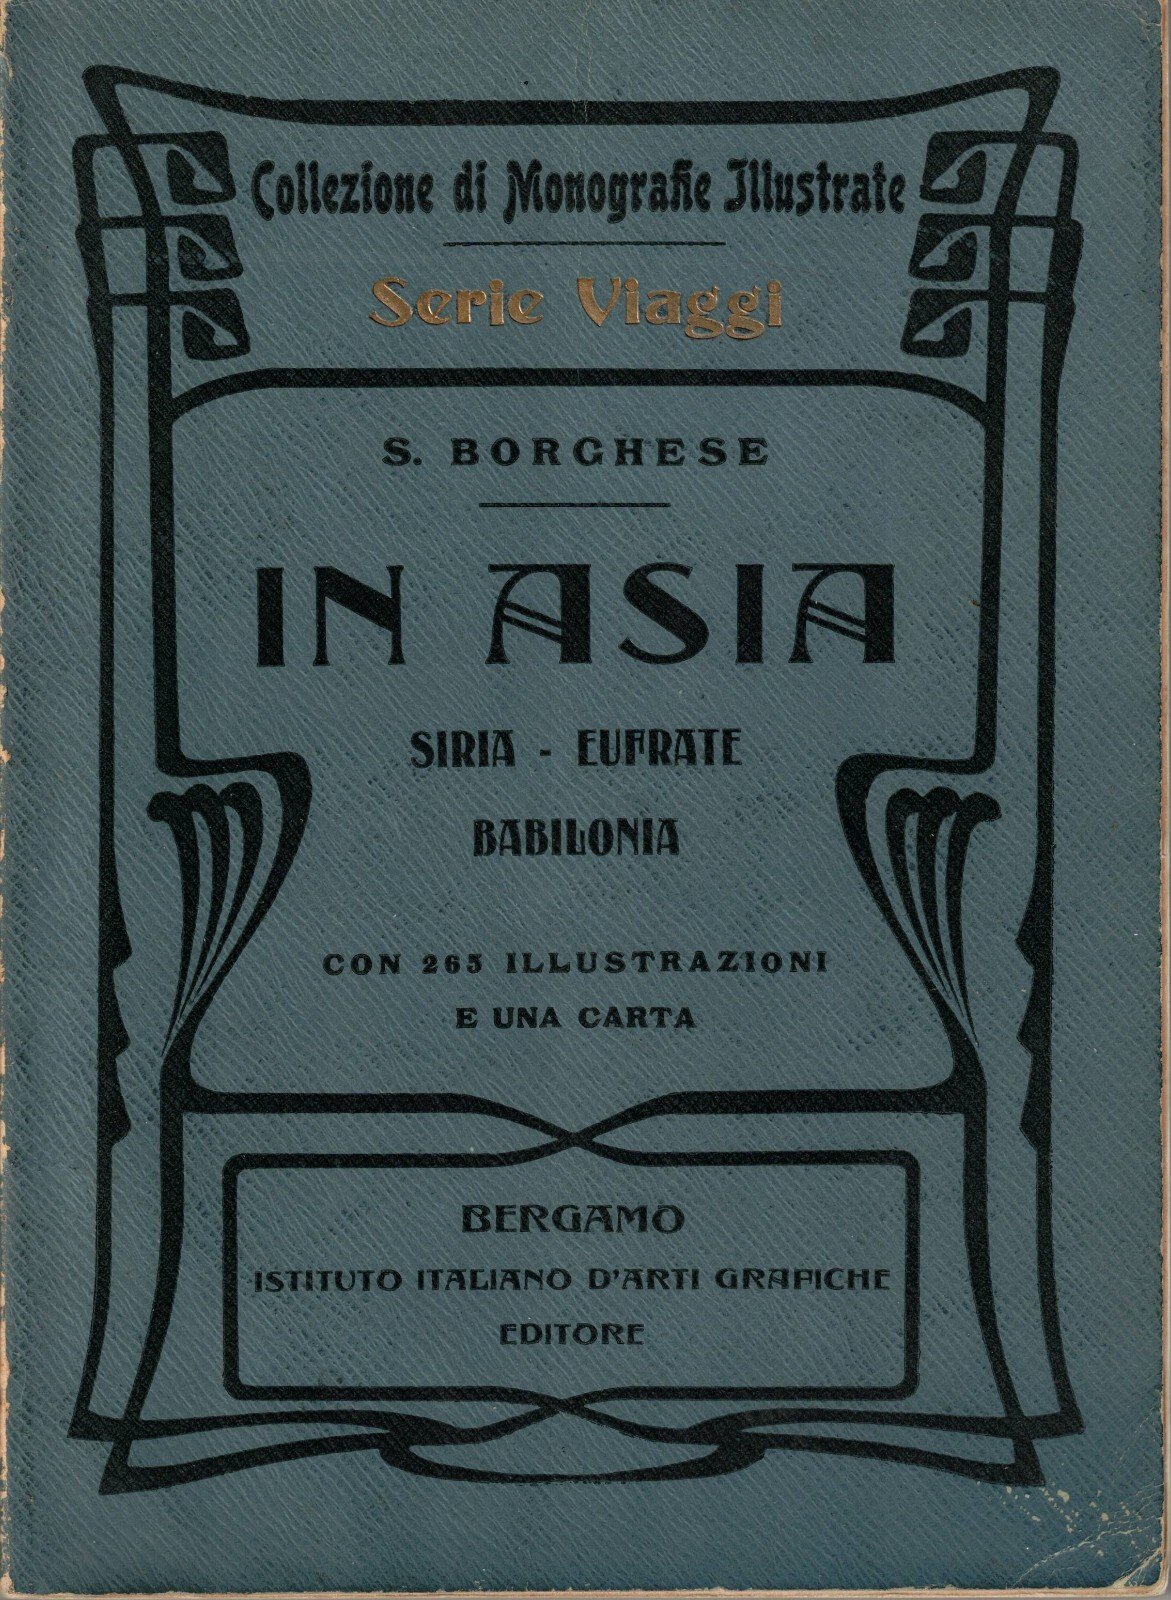 Collezione di Monografie Illustrate
Serie Viaggi
S. BORGHESE
IN ASIA
SIRIA - EUFRATE
BABILONIA
CON 265 ILLUSTRAZIONI
E UNA CARTA
BERGAMO
ISTITUTO ITALIANO D'ARTI GRAFICHE
EDITORE